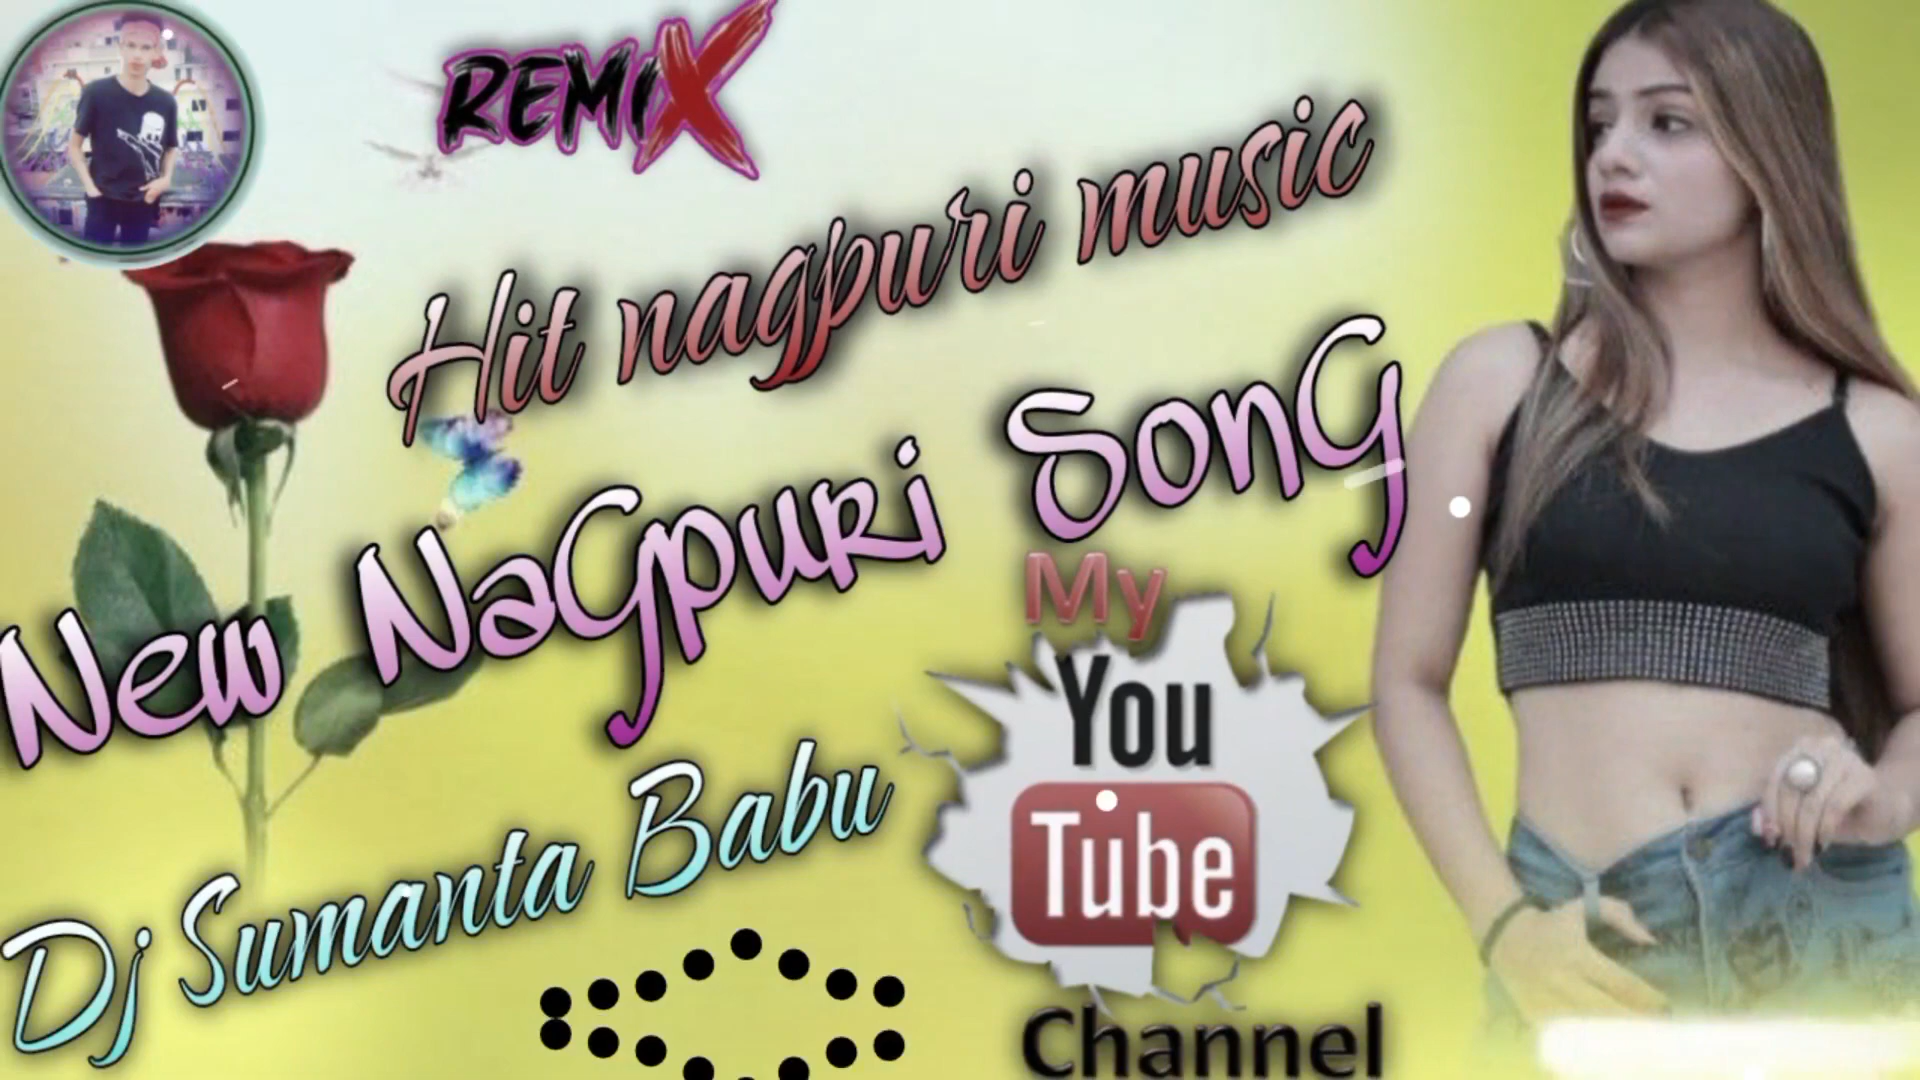 REMIX
Hit nagpuri music
New NaGpuri SonG
Dj Sumanta Babu
My
You
Tube
Channel